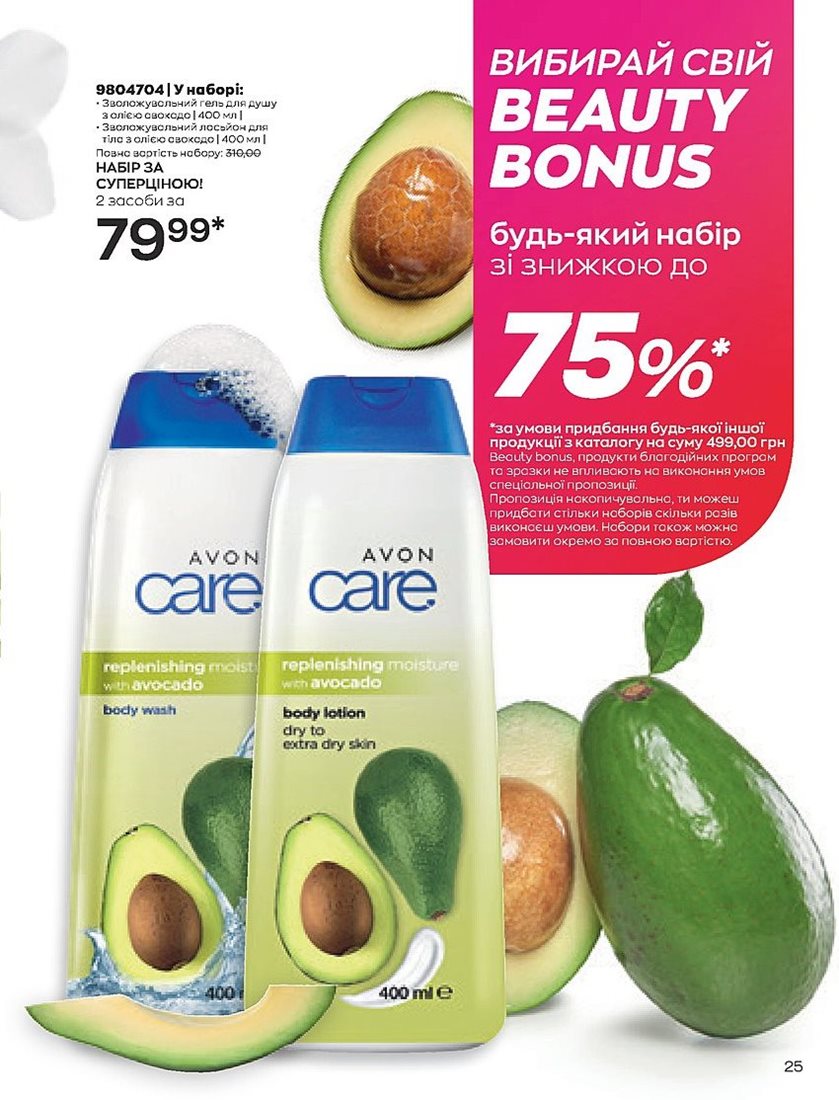 9804704 | У наборі:
• Зволожувальний гель для душу
з олією авокадо | 400 мл |
• Зволожувальний лосьйон для
тіла з олією авокадо | 400 мл |
Повна вартість набору: 310,00
НАБІР ЗА
СУПЕРЦІНОЮ!
2 засоби за
79⁹⁹*
ВИБИРАЙ СВІЙ
BEAUTY
BONUS
будь-який набір
зі знижкою до
75%*
*за умови придбання будь-якої іншої
продукції з каталогу на суму 499,00 грн
Beauty bonus, продукти благодійних програм
та зразки не впливають на виконання умов
спеціальної пропозиції.
Пропозиція накопичувальна, ти можеш
придбати стільки наборів скільки разів
виконаєш умови. Набори також можна
замовити окремо за повною вартістю.
AVON
care
replenishing moistu
with avocado
body wash
400 m
AVON
care
replenishing moisture
with avocado
body lotion
dry to
extra dry skin
400 ml e
25